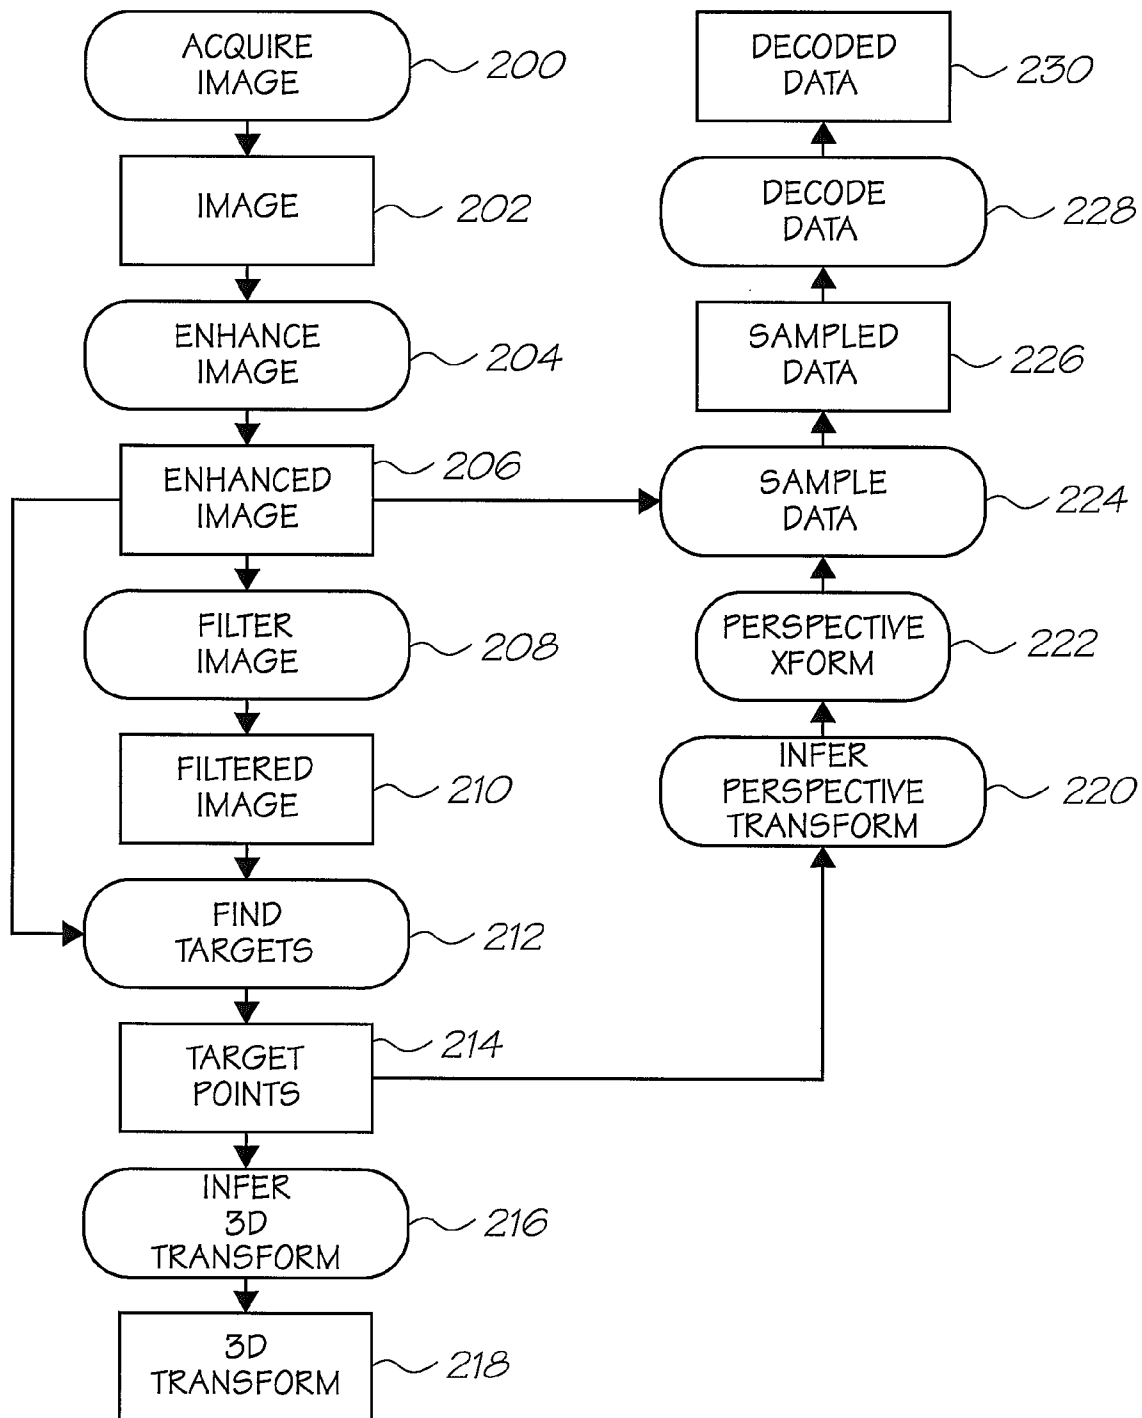 ACQUIRE
IMAGE
200
IMAGE
202
ENHANCE
IMAGE
204
ENHANCED
IMAGE
206
FILTER
IMAGE
208
FILTERED
IMAGE
210
FIND
TARGETS
212
TARGET
POINTS
214
INFER
3D
TRANSFORM
216
3D
TRANSFORM
218
DECODED
DATA
230
DECODE
DATA
228
SAMPLED
DATA
226
SAMPLE
DATA
224
PERSPECTIVE
XFORM
222
INFER
PERSPECTIVE
TRANSFORM
220